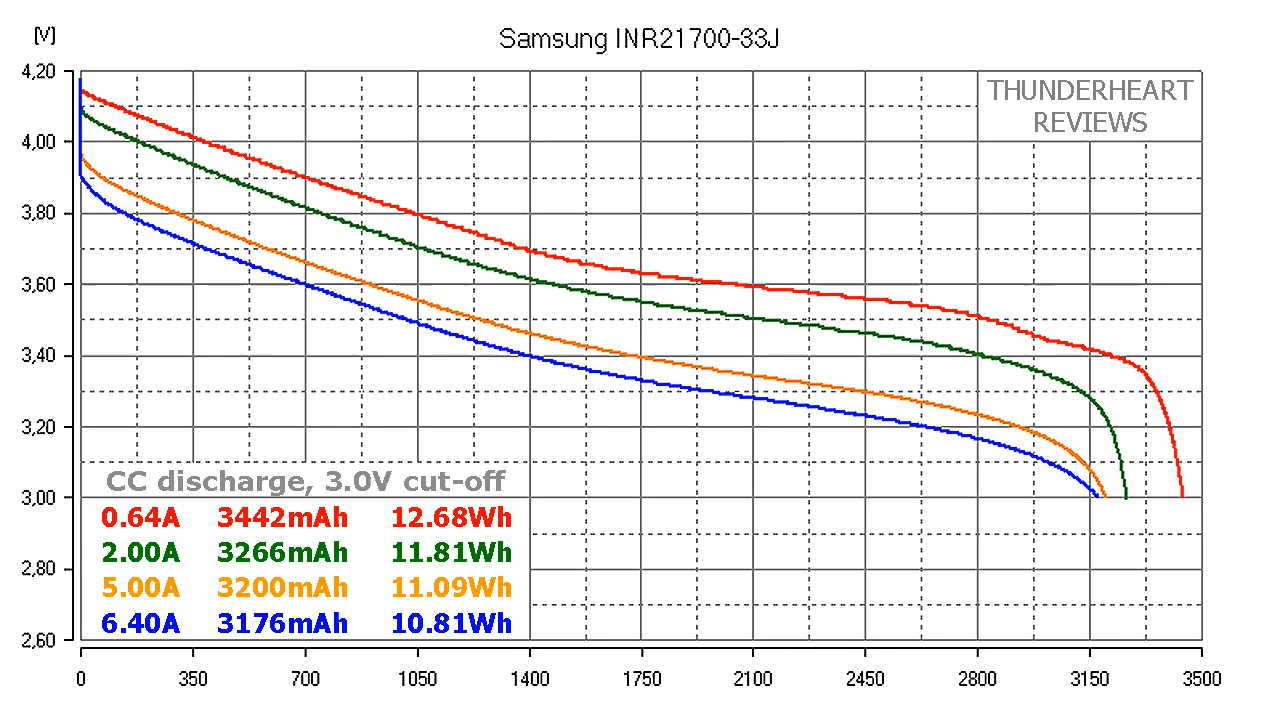 [V]
Samsung INR21700-33J
4,20
THUNDERHEART
REVIEWS
4,00
3,80
3,60
3,40
3,20
3,00
2,80
2,60
CC discharge, 3.0V cut-off
0.64A 3442mAh 12.68Wh
2.00A 3266mAh 11.81Wh
5.00A 3200mAh 11.09Wh
6.40A 3176mAh 10.81Wh
0 350 700 1050 1400 1750 2100 2450 2800 3150 3500